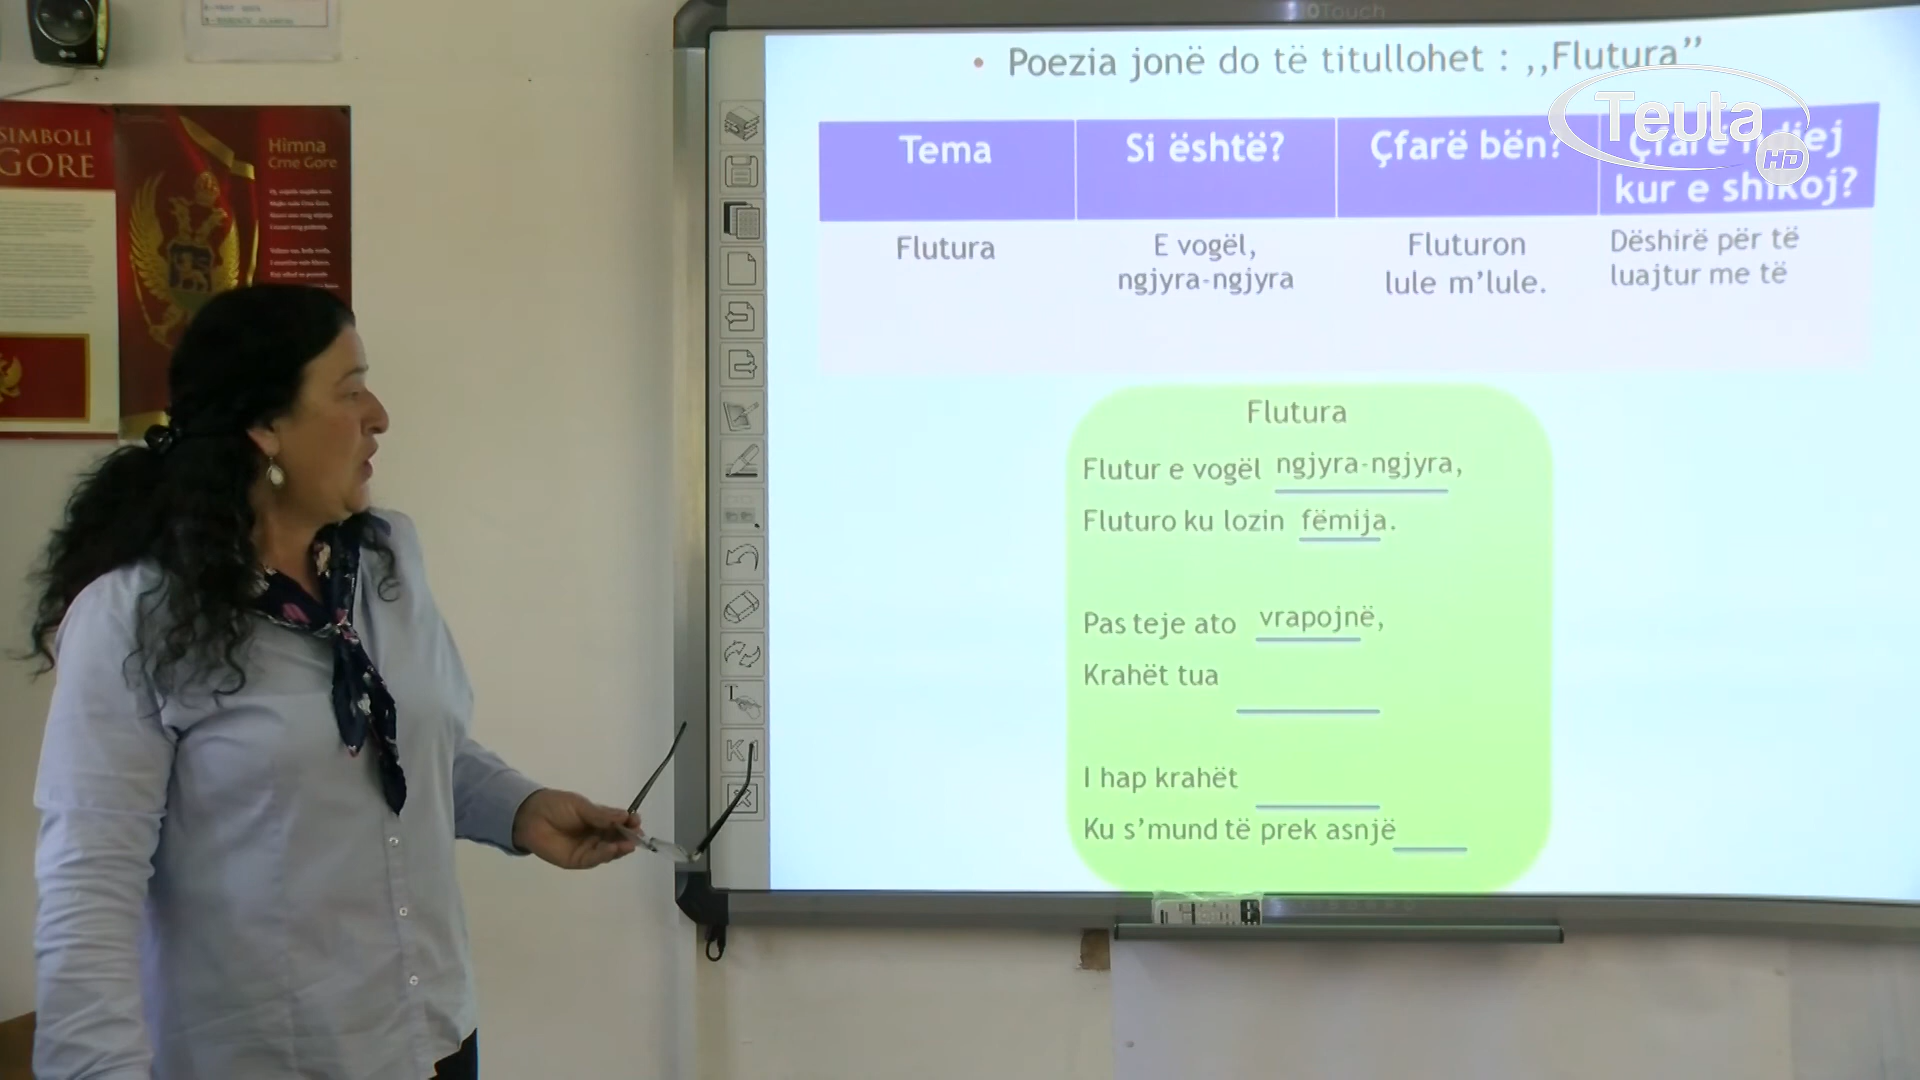 SIMBOLI
GORE
Himna
Crne Gore
• Poezia jonë do të titullohet : ,,Flutura’’
Teuta
HD
Tema
Si është?
Çfarë bën?
Çfarë
kur e shikoj?
Flutura
E vogël,
ngjyra-ngjyra
Fluturon
lule m’lule.
Dëshirë për të
luajtur me të
Flutura
Flutur e vogël ngjyra-ngjyra,
Fluturo ku lozin fëmija.
Pas teje ato vrapojnë,
Krahët tua
I hap krahët
Ku s’mund të prek asnjë